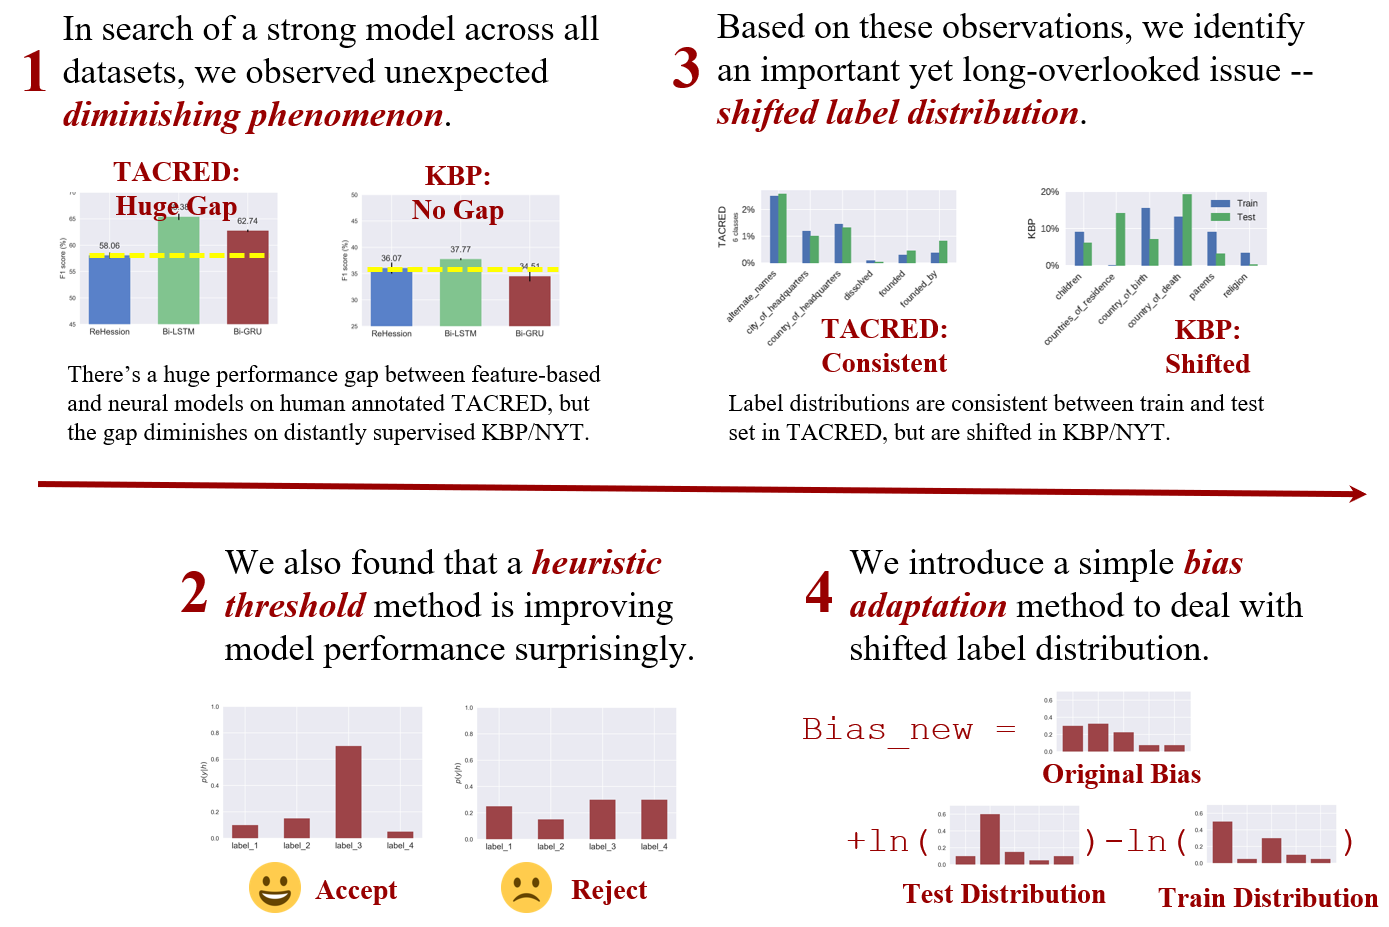 1
In search of a strong model across all
datasets, we observed unexpected
diminishing phenomenon.
TACRED:
Huge Gap
65
60
55
50
45
F1 score (%)
58.06
62.74
ReHession
Bi-LSTM
Bi-GRU
KBP:
No Gap
50
45
40
35
30
25
F1 score (%)
36.07
37.77
34.51
ReHession
Bi-LSTM
Bi-GRU
There's a huge performance gap between feature-based
and neural models on human annotated TACRED, but
the gap diminishes on distantly supervised KBP/NYT.
3
Based on these observations, we identify
an important yet long-overlooked issue --
shifted label distribution.
TACRED
6 classes
2%
1%
0%
alternate_names
city_of_headquarters
country_of_headquarters
dissolved
founded
founded_by
TACRED:
Consistent
KBP
20%
10%
0%
Train
Test
children
countries_of_residence
country_of_birth
country_of_death
parents
religion
KBP:
Shifted
Label distributions are consistent between train and test
set in TACRED, but are shifted in KBP/NYT.
2
We also found that a heuristic
threshold method is improving
model performance surprisingly.
1.0
0.8
0.6
0.4
0.2
0.0
p(y|h)
label_1
label_2
label_3
label_4
Accept
1.0
0.8
0.6
0.4
0.2
0.0
p(y|h)
label_1
label_2
label_3
label_4
Reject
4
We introduce a simple bias
adaptation method to deal with
shifted label distribution.
Bias_new =
0.6
0.4
0.2
0.0
Original Bias
+ln(
0.6
0.4
0.2
0.0
)-ln(
0.6
0.4
0.2
0.0
)
Test Distribution
Train Distribution